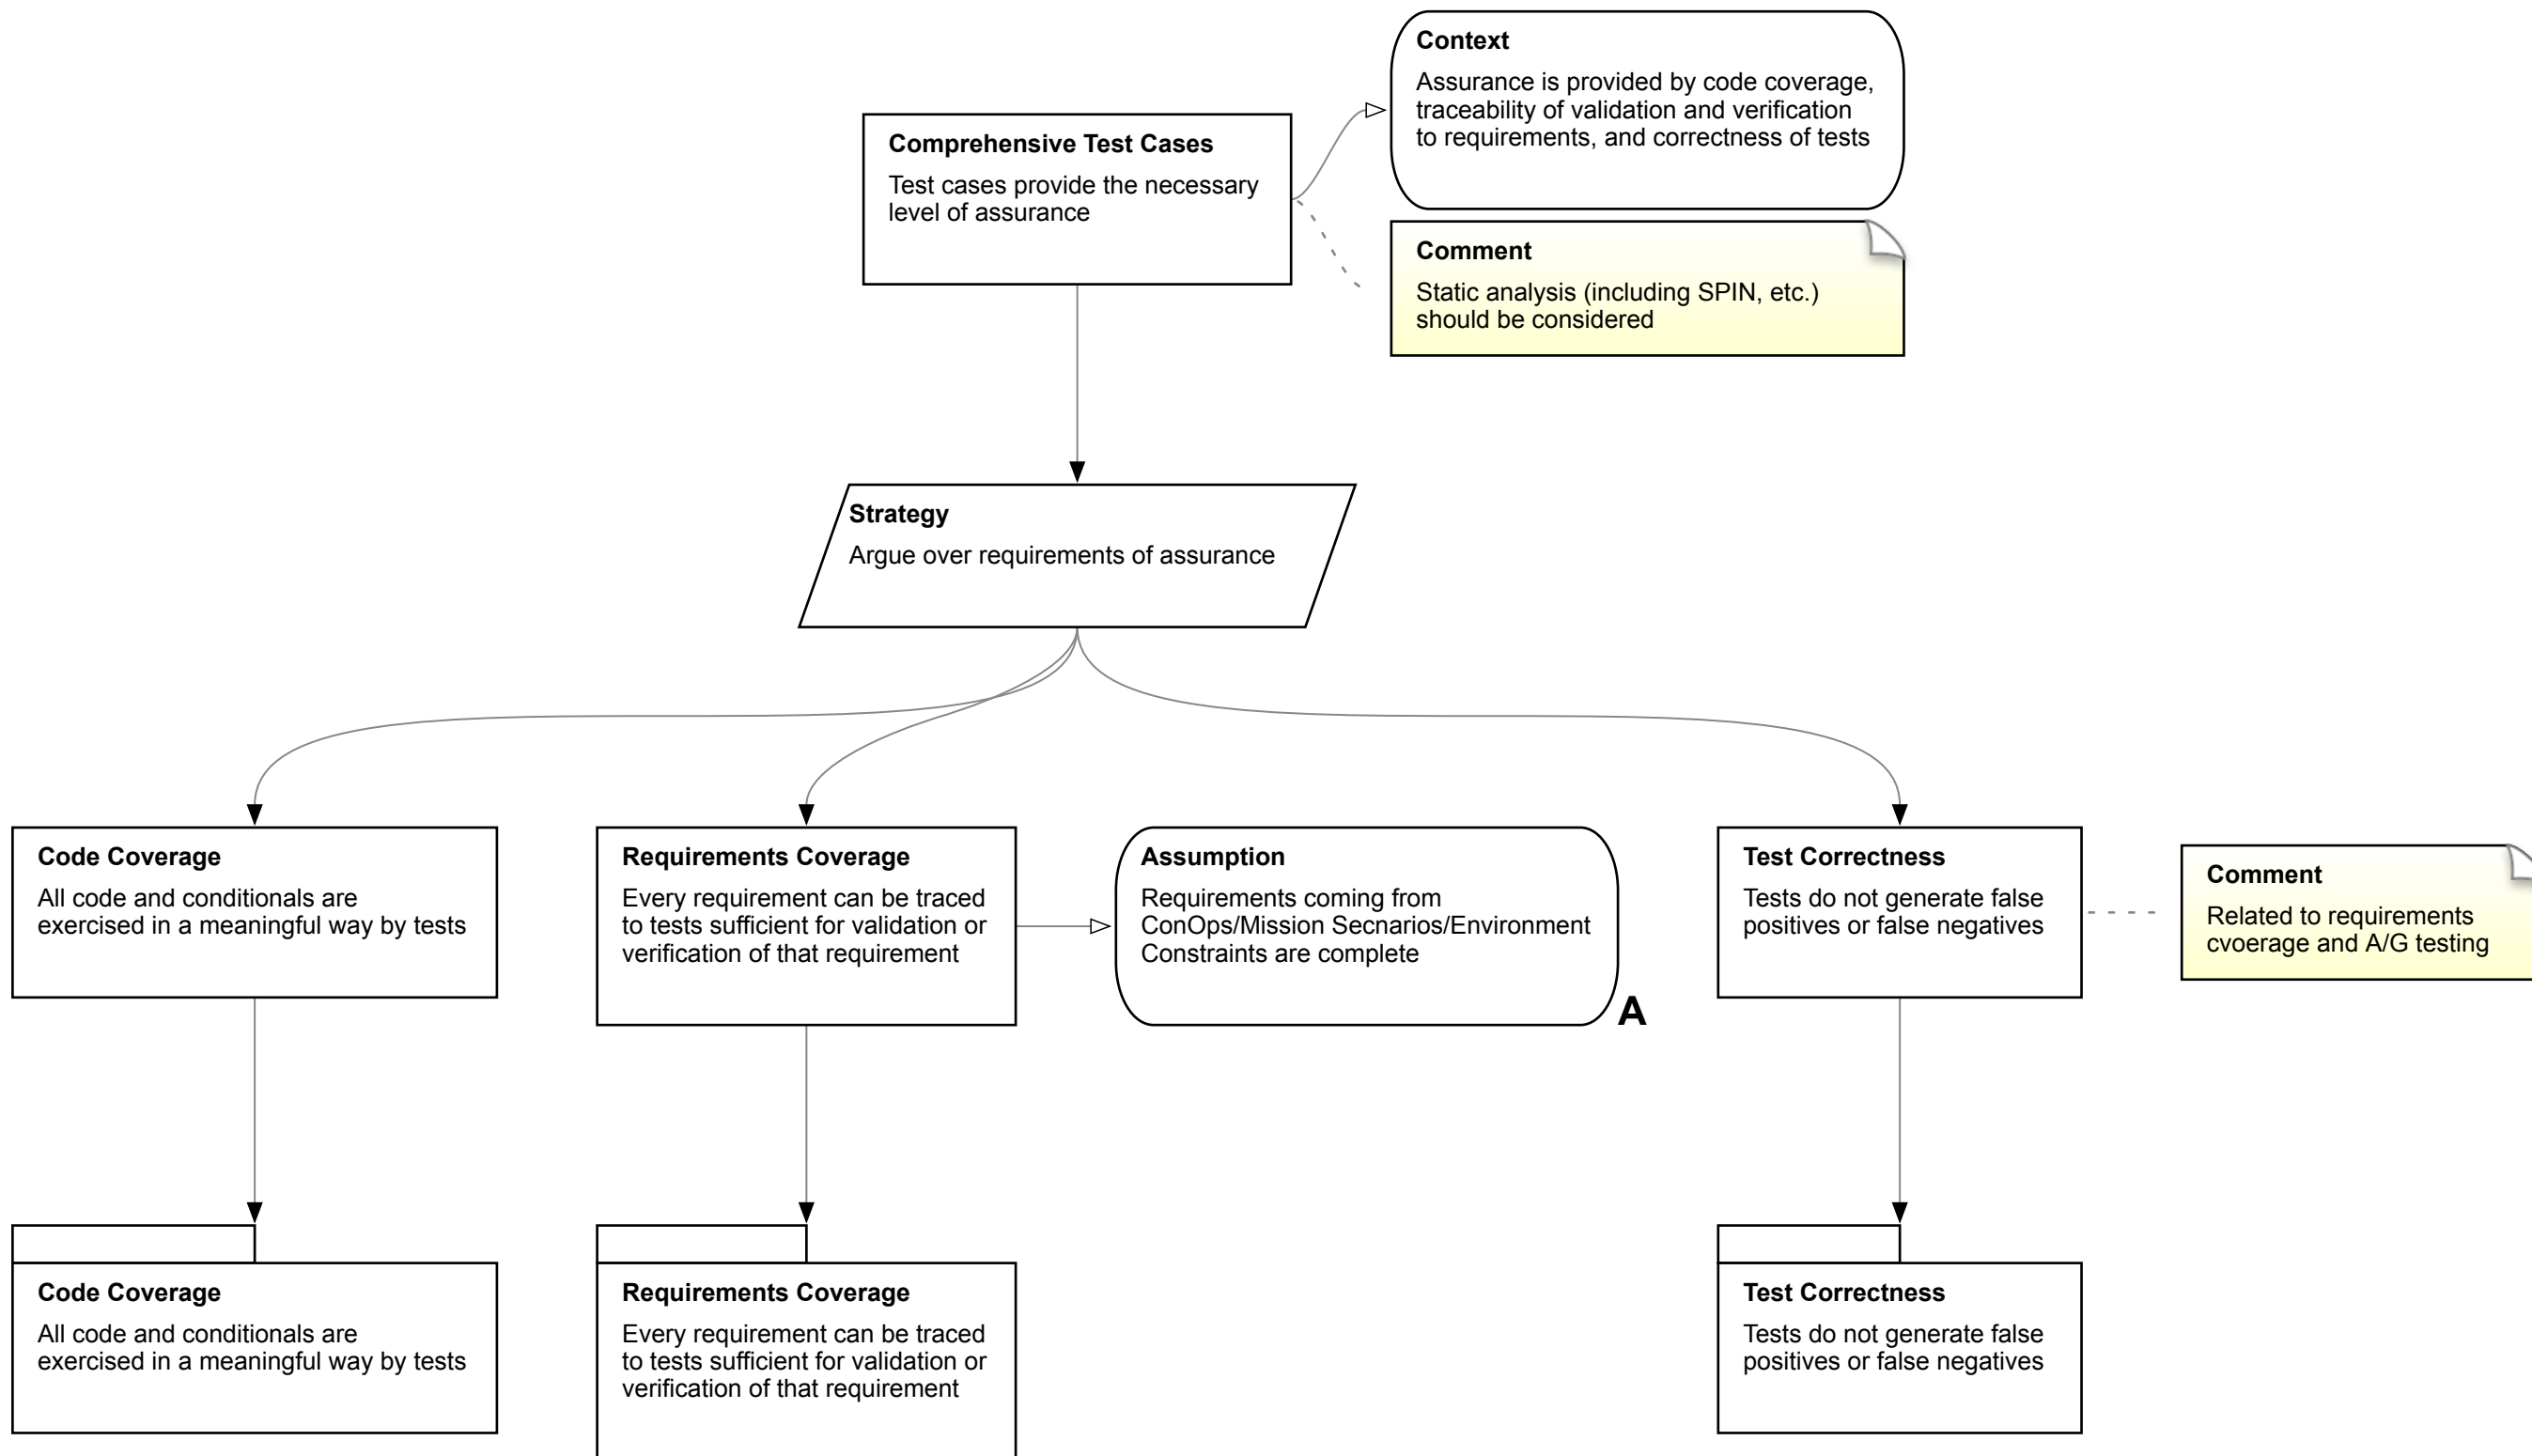 Context
Assurance is provided by code coverage,
traceability of validation and verification
to requirements, and correctness of tests
Comprehensive Test Cases
Test cases provide the necessary
level of assurance
Comment
Static analysis (including SPIN, etc.)
should be considered
Strategy
Argue over requirements of assurance
Code Coverage
All code and conditionals are
exercised in a meaningful way by tests
Requirements Coverage
Every requirement can be traced
to tests sufficient for validation or
verification of that requirement
Assumption
Requirements coming from
ConOps/Mission Secnarios/Environment
Constraints are complete
A
Test Correctness
Tests do not generate false
positives or false negatives
Comment
Related to requirements
cvoerage and A/G testing
Code Coverage
All code and conditionals are
exercised in a meaningful way by tests
Requirements Coverage
Every requirement can be traced
to tests sufficient for validation or
verification of that requirement
Test Correctness
Tests do not generate false
positives or false negatives